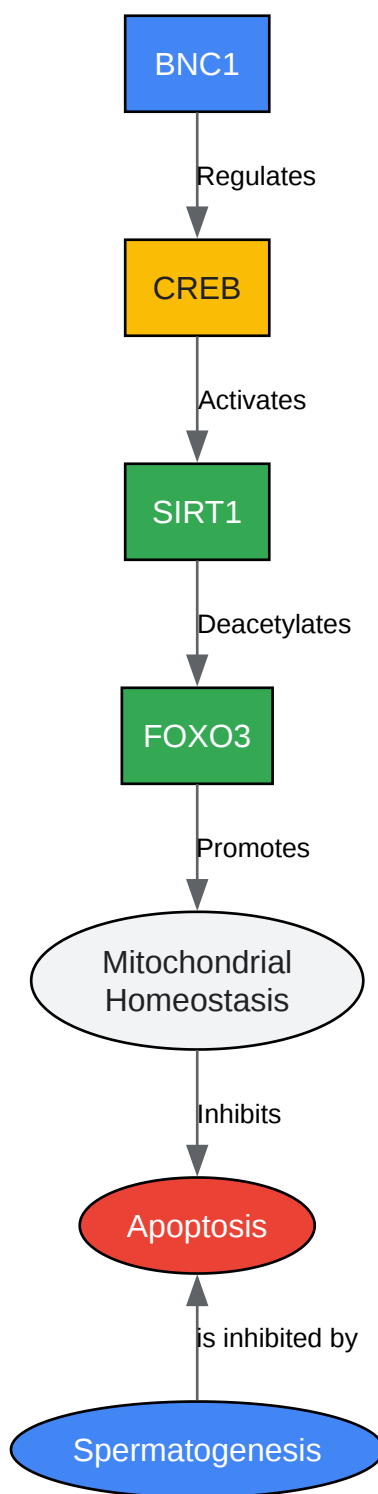 BNC1
Regulates
CREB
Activates
SIRT1
Deacetylates
FOXO3
Promotes
Mitochondrial
Homeostasis
Inhibits
Apoptosis
is inhibited by
Spermatogenesis